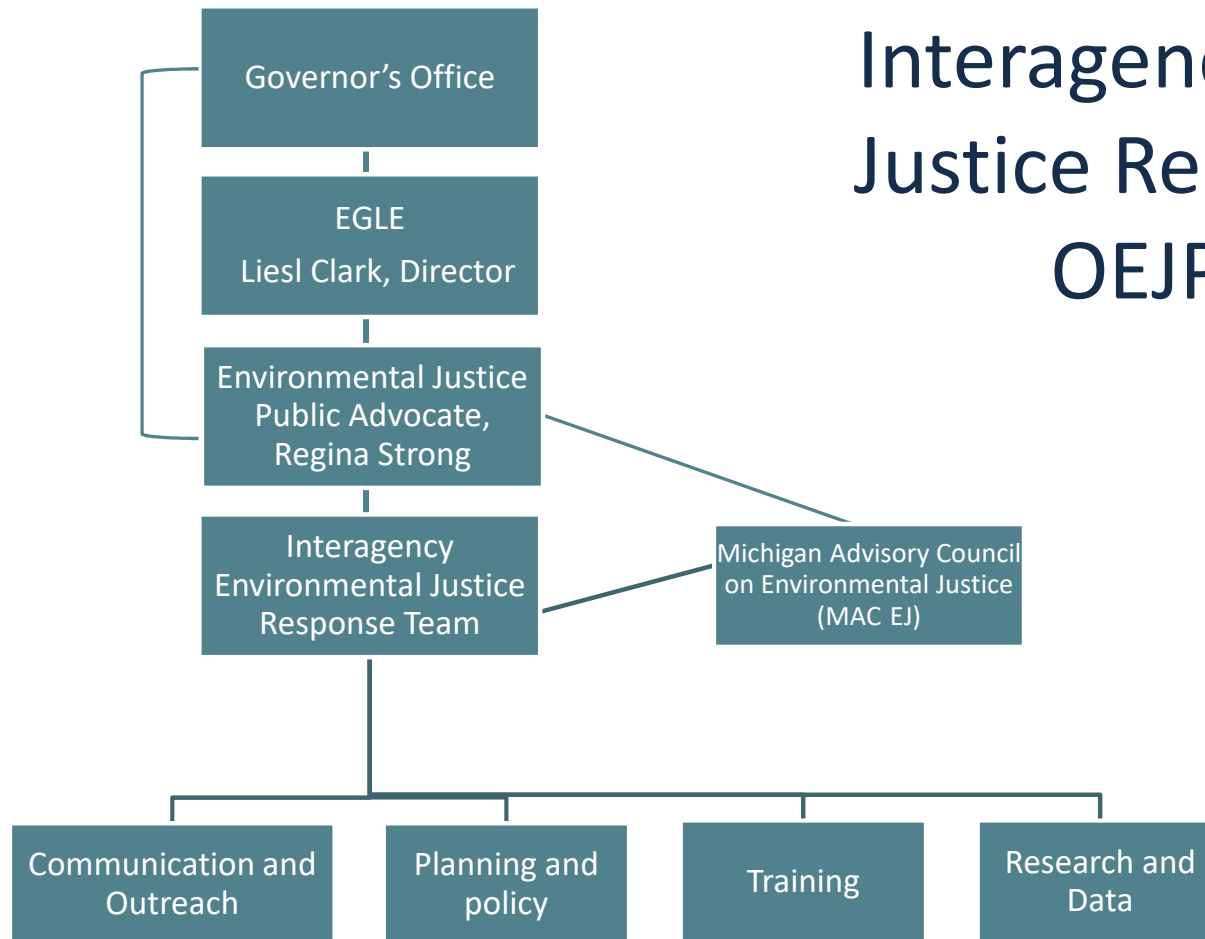 Governor's Office
EGLE
Liesl Clark, Director
Environmental Justice
Public Advocate,
Regina Strong
Interagency
Environmental Justice
Response Team
Michigan Advisory Council
on Environmental Justice
(MAC EJ)
Communication and
Outreach
Planning and
policy
Training
Research and
Data
Justice